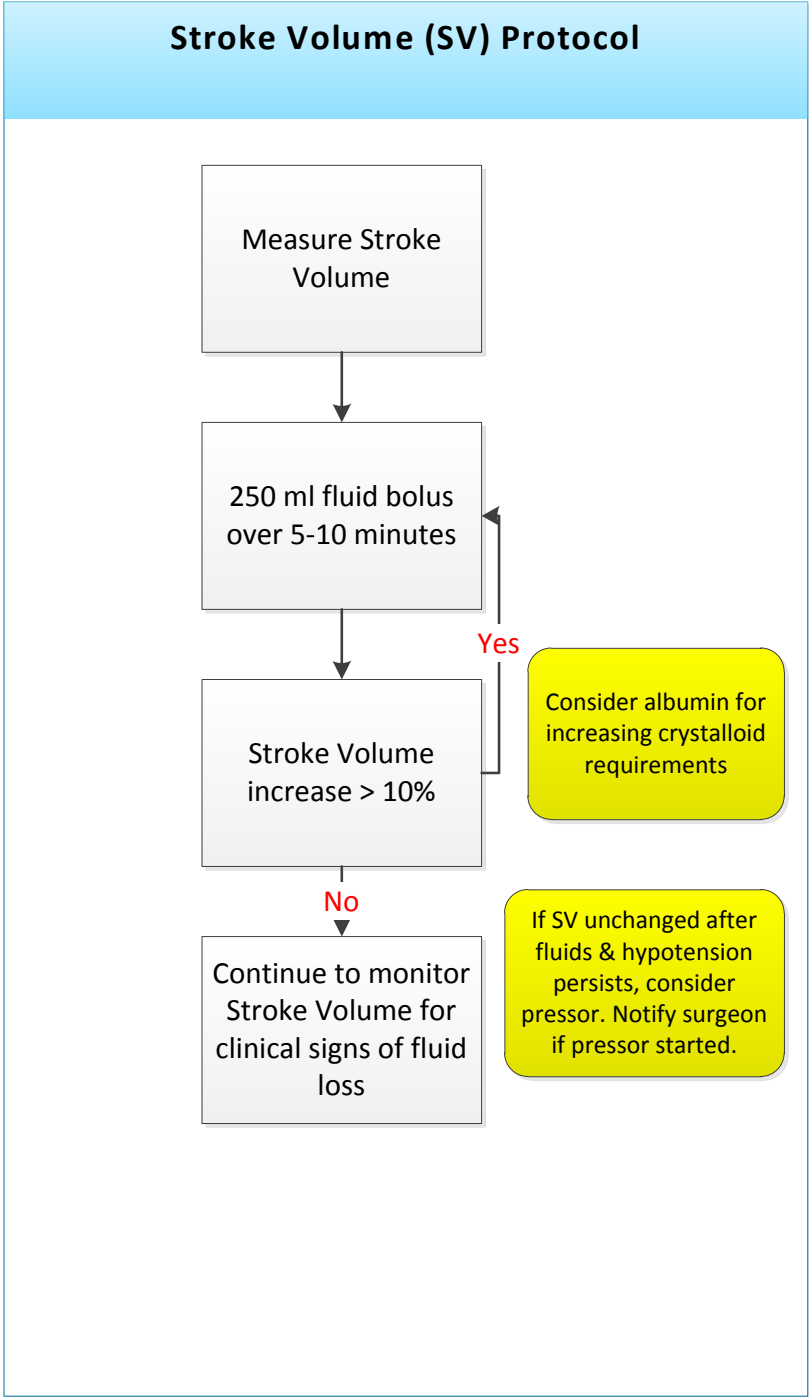 Stroke Volume (SV) Protocol
Measure Stroke
Volume
250 ml fluid bolus
over 5-10 minutes
Yes
Stroke Volume
increase > 10%
Consider albumin for
increasing crystalloid
requirements
No
Continue to monitor
Stroke Volume for
clinical signs of fluid
loss
If SV unchanged after
fluids & hypotension
persists, consider
pressor. Notify surgeon
if pressor started.